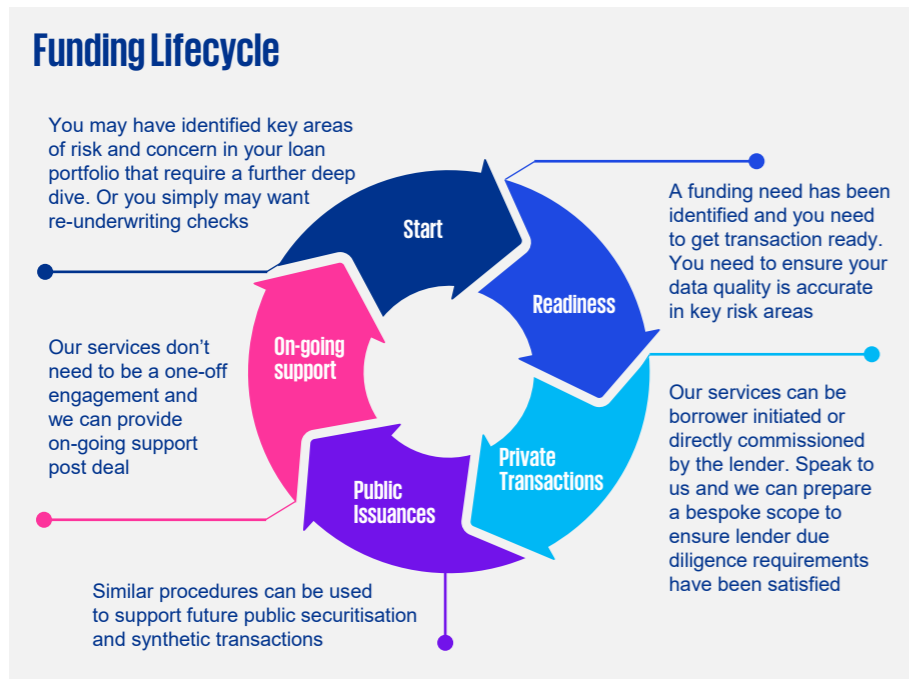 Funding Lifecycle
You may have identified key areas
of risk and concern in your loan
portfolio that require a further deep
dive. Or you simply may want
re-underwriting checks
Start
A funding need has been
identified and you need
to get transaction ready.
You need to ensure your
data quality is accurate
in key risk areas
Readiness
Our services can be
borrower initiated or
directly commissioned
by the lender. Speak to
us and we can prepare
a bespoke scope to
ensure lender due
diligence requirements
have been satisfied
Private
Transactions
Public
Issuances
Similar procedures can be used
to support future public securitisation
and synthetic transactions
On-going
support
Our services don’t
need to be a one-off
engagement and
we can provide
on-going support
post deal